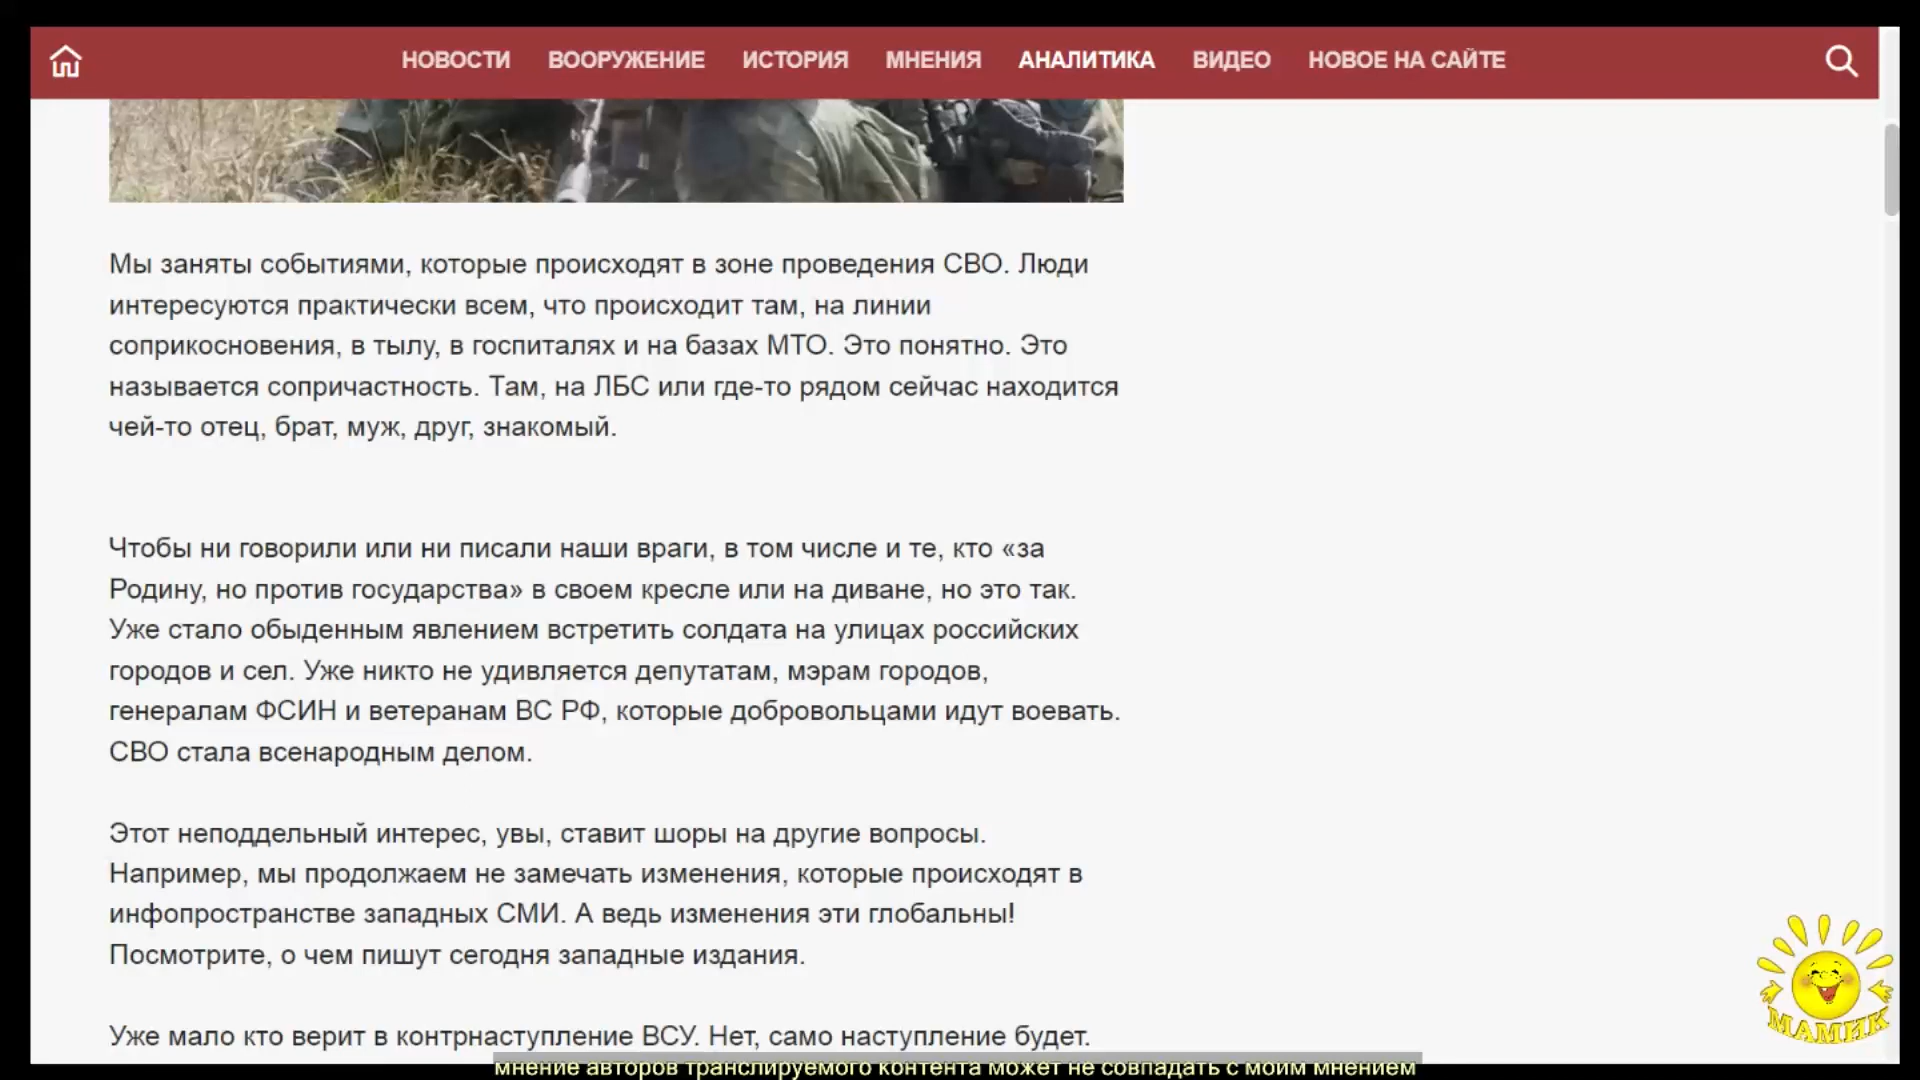 НОВОСТИ ВООРУЖЕНИЕ ИСТОРИЯ МНЕНИЯ АНАЛИТИКА ВИДЕО НОВОЕ НА САЙТЕ
Мы заняты событиями, которые происходят в зоне проведения СВО. Люди
интересуются практически всем, что происходит там, на линии
соприкосновения, в тылу, в госпиталях и на базах МТО. Это понятно. Это
называется сопричастность. Там, на ЛБС или где-то рядом сейчас находится
чей-то отец, брат, муж, друг, знакомый.
Чтобы ни говорили или ни писали наши враги, в том числе и те, кто «за
Родину, но против государства» в своем кресле или на диване, но это так.
Уже стало обыденным явлением встретить солдата на улицах российских
городов и сел. Уже никто не удивляется депутатам, мэрам городов,
генералам ФСИН и ветеранам ВС РФ, которые добровольцами идут воевать.
СВО стала всенародным делом.
Этот неподдельный интерес, увы, ставит шоры на другие вопросы.
Например, мы продолжаем не замечать изменения, которые происходят в
инфопространстве западных СМИ. А ведь изменения эти глобальны!
Посмотрите, о чем пишут сегодня западные издания.
МАМИК
Уже мало кто верит в контрнаступление ВСУ. Нет, само наступление будет.
мнение авторов транслируемого контента может не совпадать с моим мнением